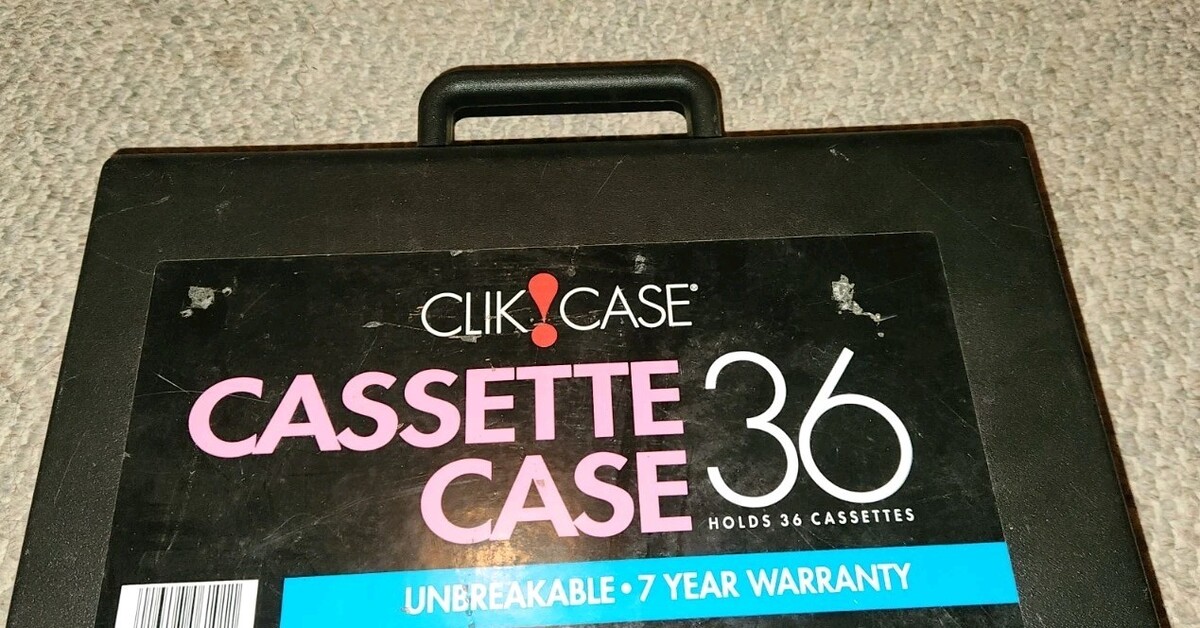 CLIK!CASE®
CASSETTE
CASE
36
HOLDS 36 CASSETTES
UNBREAKABLE • 7 YEAR WARRANTY